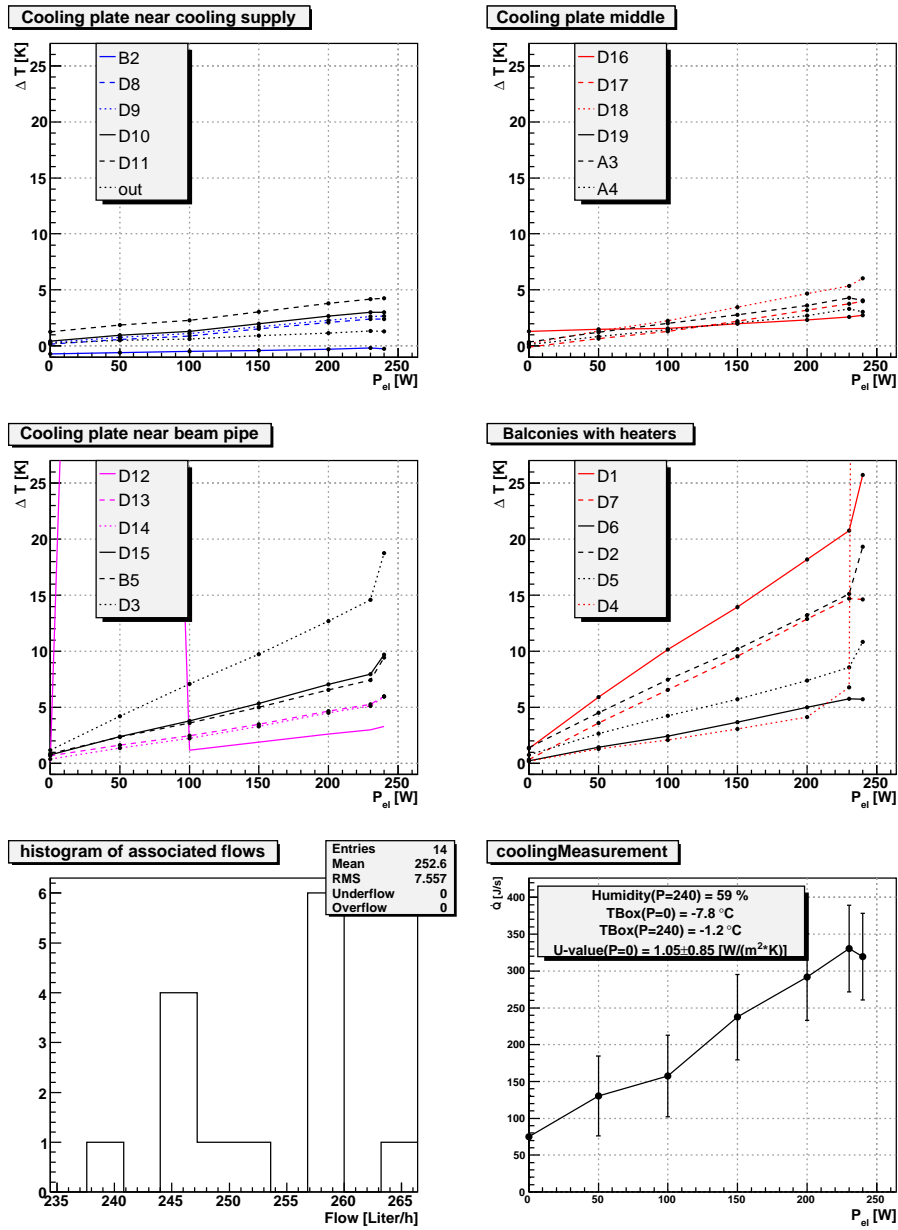 Cooling plate near cooling supply
Δ T [K]
25
20
15
10
5
0
B2
D8
D9
D10
D11
out
0 50 100 150 200 250
P_el [W]
Cooling plate middle
Δ T [K]
25
20
15
10
5
0
D16
D17
D18
D19
A3
A4
0 50 100 150 200 250
P_el [W]
Cooling plate near beam pipe
Δ T [K]
25
20
15
10
5
0
D12
D13
D14
D15
B5
D3
0 50 100 150 200 250
P_el [W]
Balconies with heaters
Δ T [K]
25
20
15
10
5
0
D1
D7
D6
D2
D5
D4
0 50 100 150 200 250
P_el [W]
histogram of associated flows
Entries 14
Mean 252.6
RMS 7.557
Underflow 0
Overflow 0
6
5
4
3
2
1
0
235 240 245 250 255 260 265
Flow [Liter/h]
coolingMeasurement
Q̇ [J/s]
400
350
300
250
200
150
100
50
0
Humidity(P=240) = 59 %
TBox(P=0) = -7.8 °C
TBox(P=240) = -1.2 °C
U-value(P=0) = 1.05±0.85 [W/(m²*K)]
0 50 100 150 200 250
P_el [W]